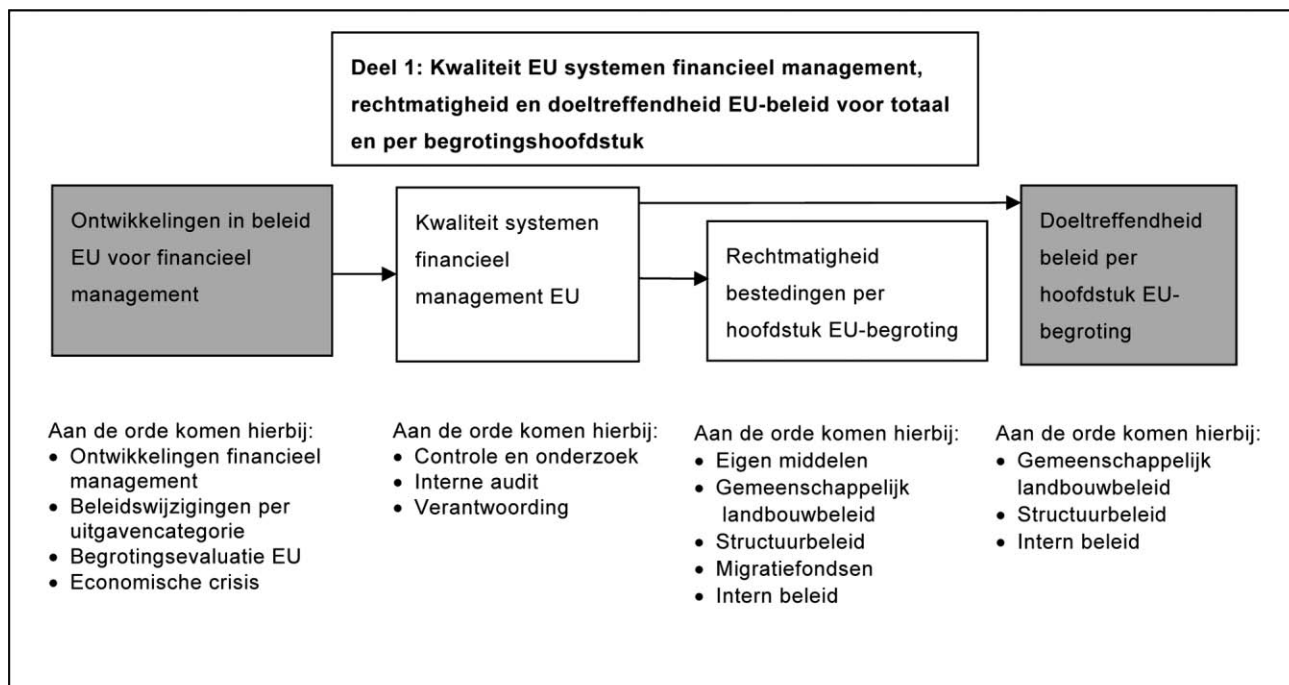 Deel 1: Kwaliteit EU systemen financieel management,
rechtmatigheid en doeltreffendheid EU-beleid voor totaal
en per begrotingshoofdstuk
Ontwikkelingen in beleid
EU voor financieel
management
Kwaliteit systemen
financieel
management EU
Rechtmatigheid
bestedingen per
hoofdstuk EU-begroting
Doeltreffendheid
beleid per
hoofdstuk EU-
begroting
Aan de orde komen hierbij:
• Ontwikkelingen financieel
management
• Beleidswijzigingen per
uitgavencategorie
• Begrotingsevaluatie EU
• Economische crisis
Aan de orde komen hierbij:
• Controle en onderzoek
• Interne audit
• Verantwoording
Aan de orde komen hierbij:
• Eigen middelen
• Gemeenschappelijk
landbouwbeleid
• Structuurbeleid
• Migratiefondsen
• Intern beleid
Aan de orde komen hierbij:
• Gemeenschappelijk
landbouwbeleid
• Structuurbeleid
• Intern beleid